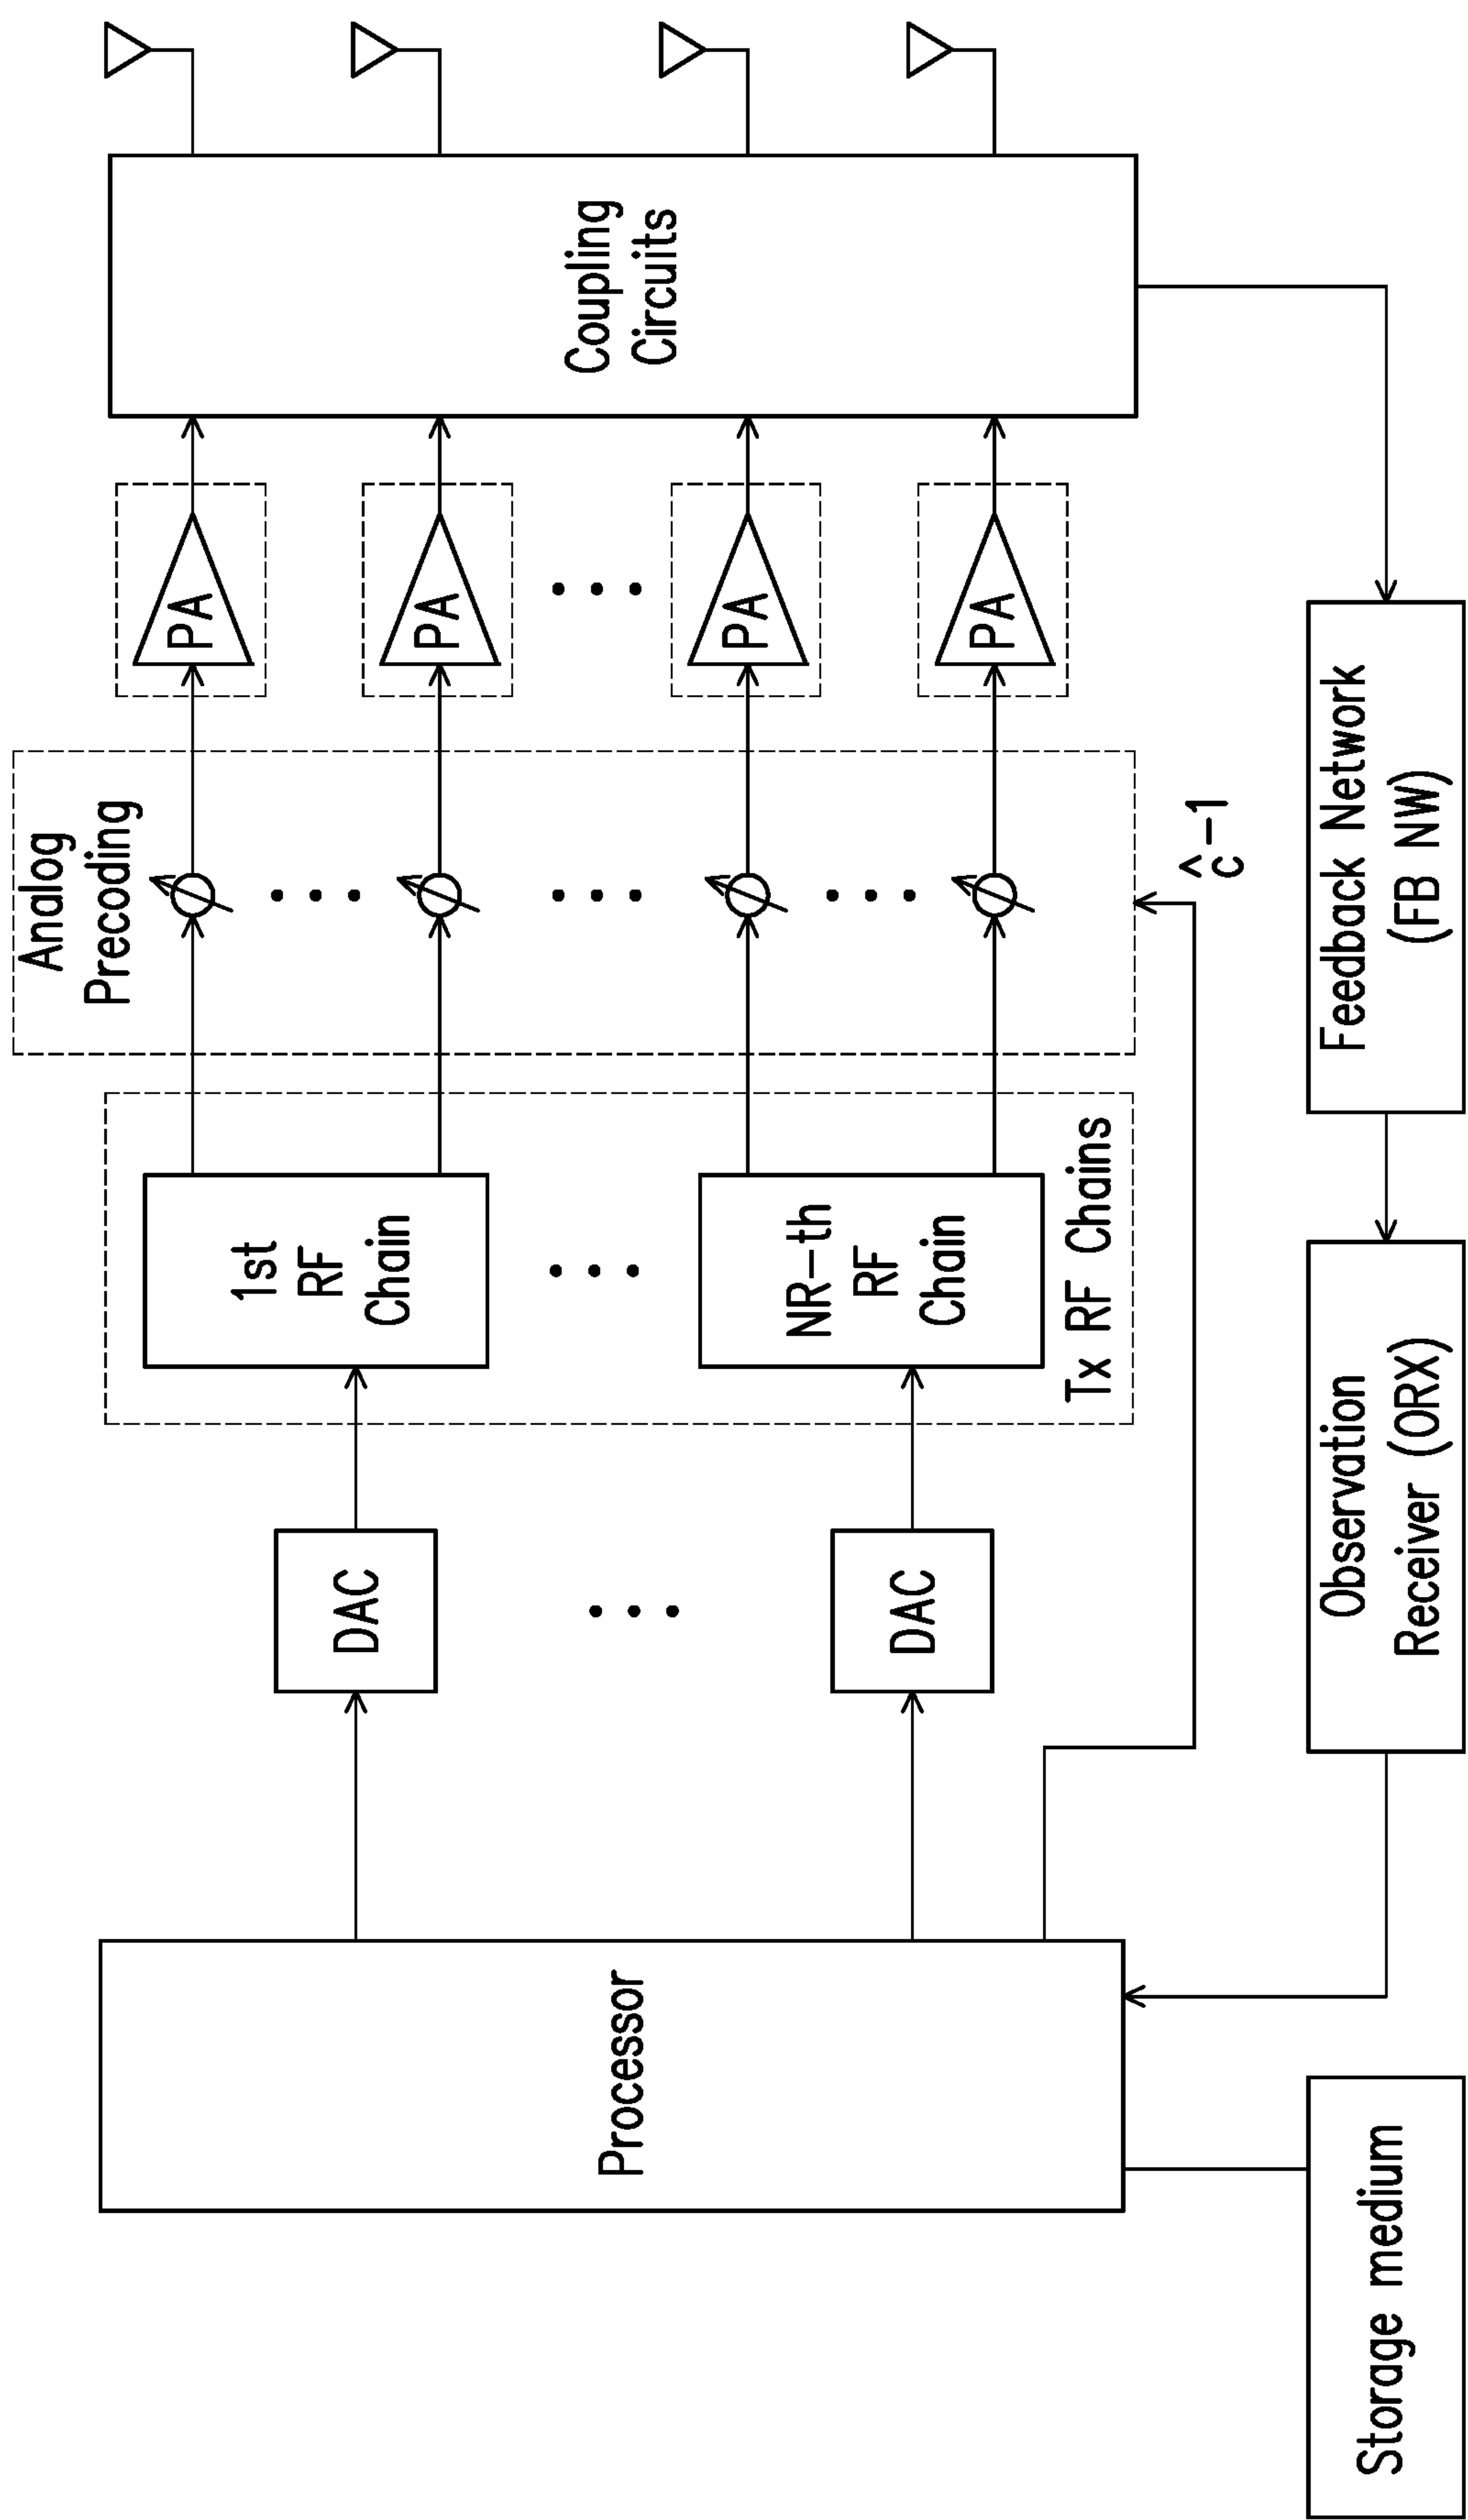 Analog
Precoding
PA
PA
PA
PA
Coupling
Circuits
1st
RF
Chain
NR-th
RF
Chain
Tx RF Chains
DAC
DAC
Processor
ĉ-1
Storage medium
Observation
Receiver (ORX)
Feedback Network
(FB NW)